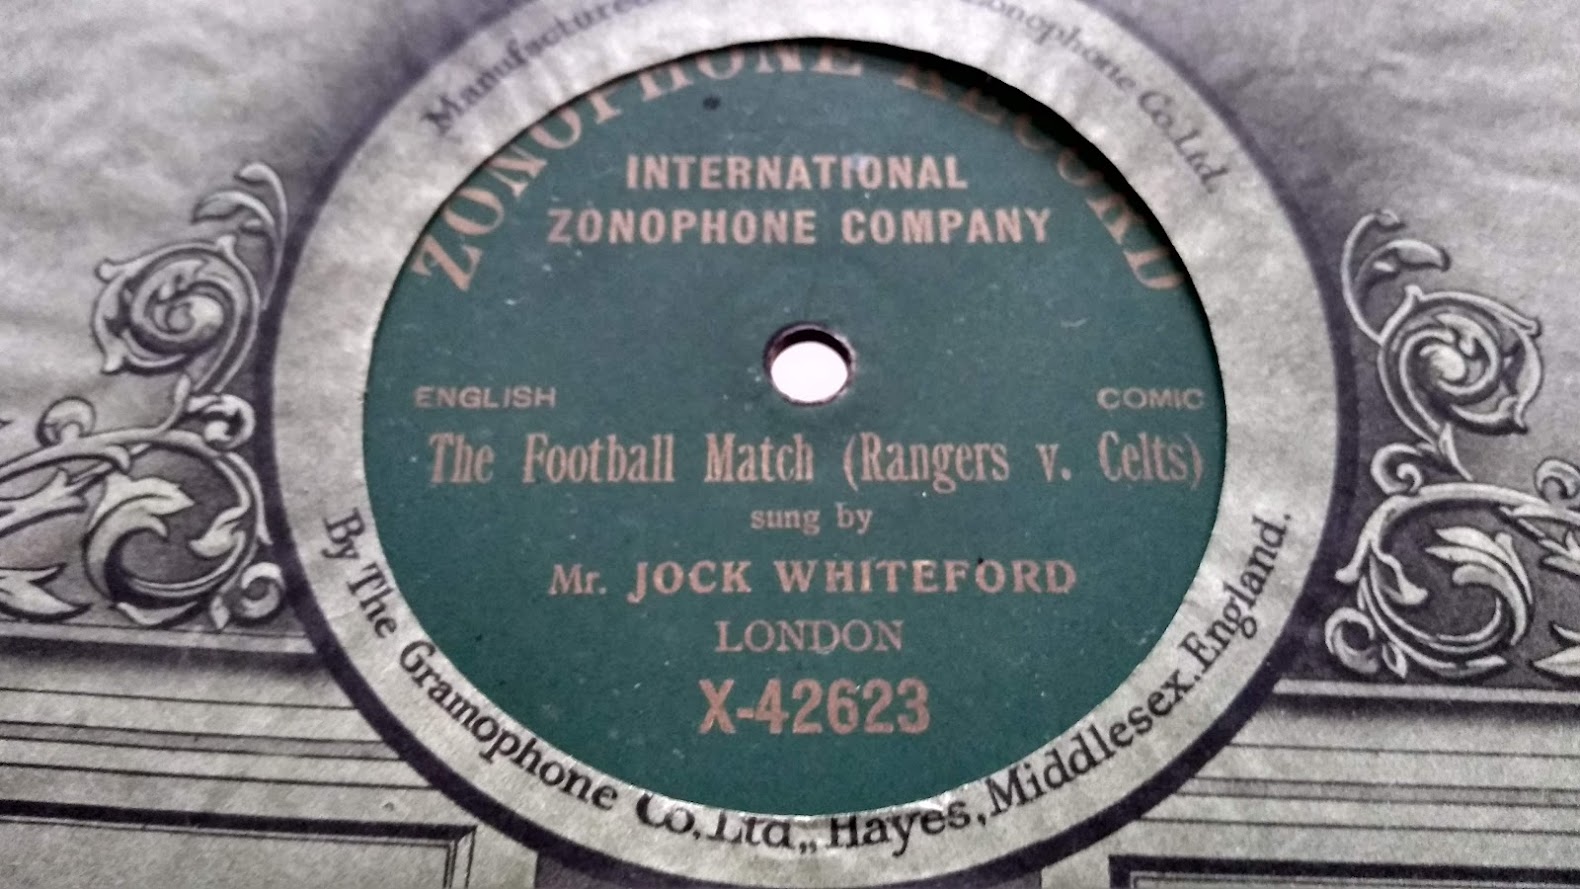 Manufactured
Zonophone Co. Ltd.
ZONOPHONE RECORD
INTERNATIONAL
ZONOPHONE COMPANY
ENGLISH
COMIC
The Football Match (Rangers v. Celts)
sung by
Mr. JOCK WHITEFORD
LONDON
X-42623
By The Gramophone Co., Ltd., Hayes, Middlesex. England.